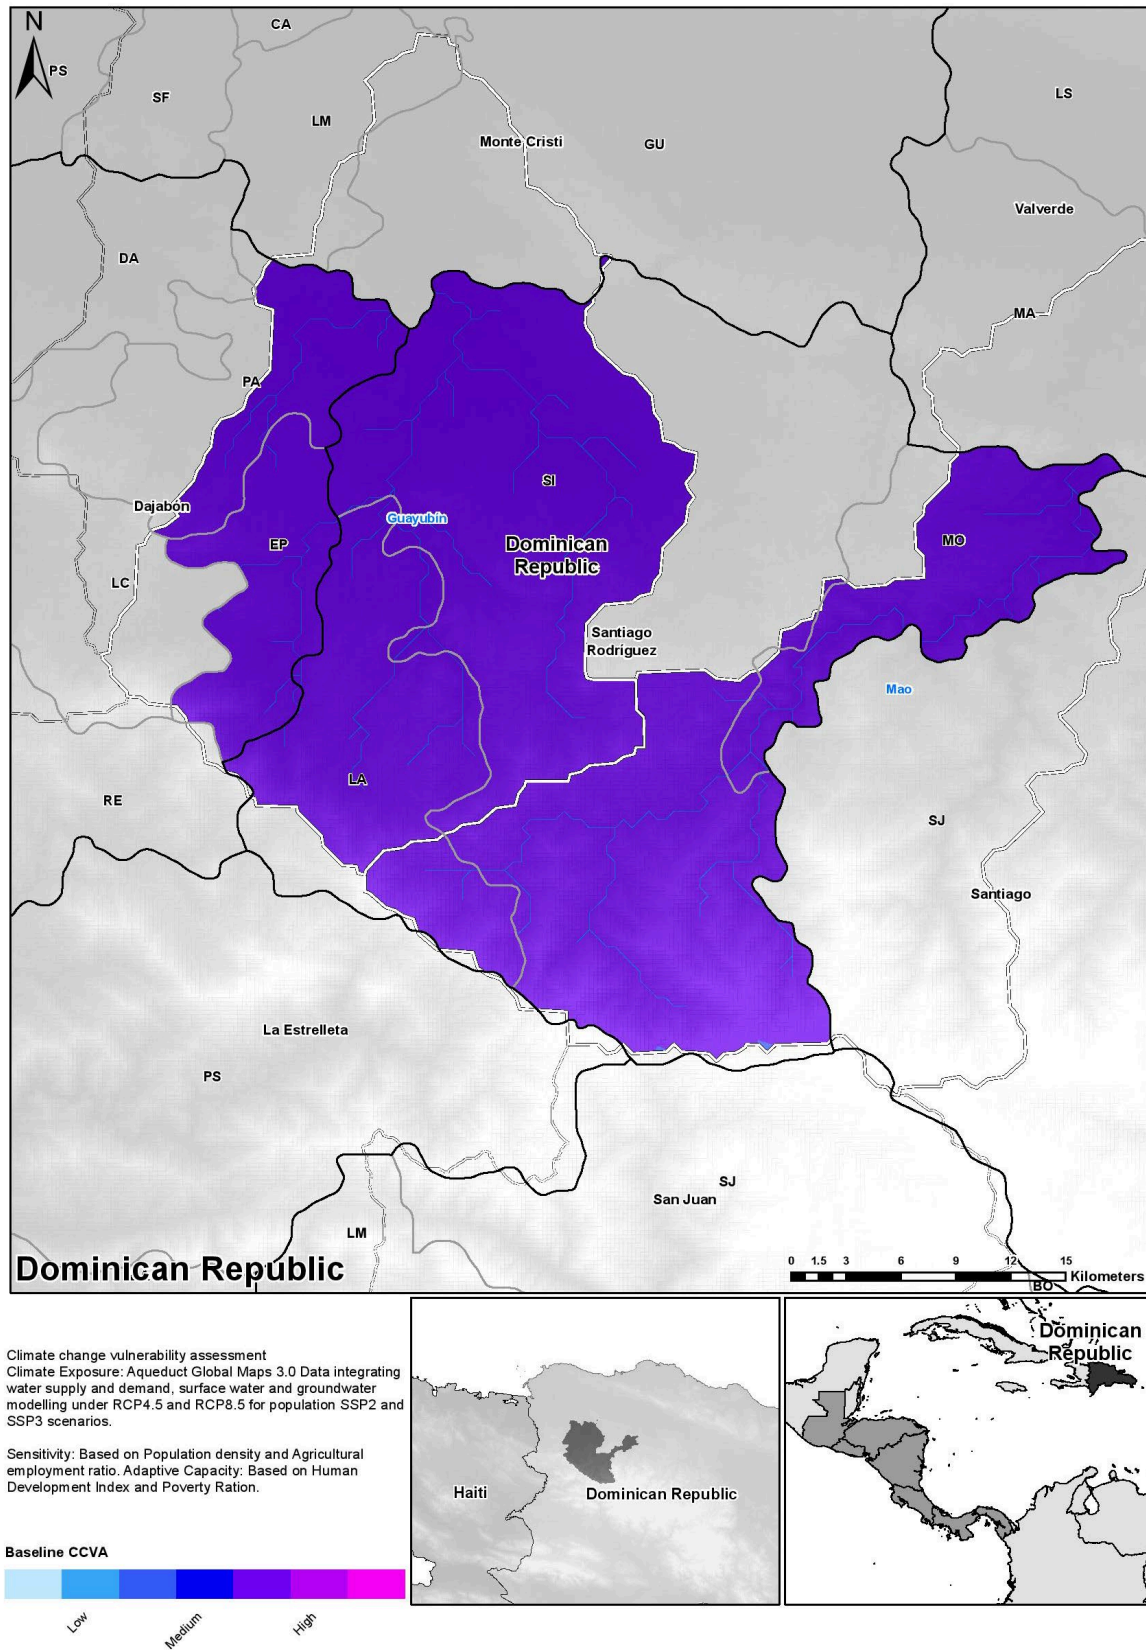 N
CA
PS
SF
LM
LS
Monte Cristi
GU
Valverde
DA
MA
PA
SI
Dajabón
Guayubín
EP
Dominican
Republic
MO
LC
Santiago
Rodríguez
Mao
LA
RE
SJ
Santiago
La Estrelleta
PS
SJ
San Juan
LM
Dominican Republic
0 1.5 3 6 9 12 15
Kilometers
BO
Climate change vulnerability assessment
Climate Exposure: Aqueduct Global Maps 3.0 Data integrating
water supply and demand, surface water and groundwater
modelling under RCP4.5 and RCP8.5 for population SSP2 and
SSP3 scenarios.
Sensitivity: Based on Population density and Agricultural
employment ratio. Adaptive Capacity: Based on Human
Development Index and Poverty Ration.
Baseline CCVA
Low
Medium
High
Haiti
Dominican Republic
Dominican
Republic